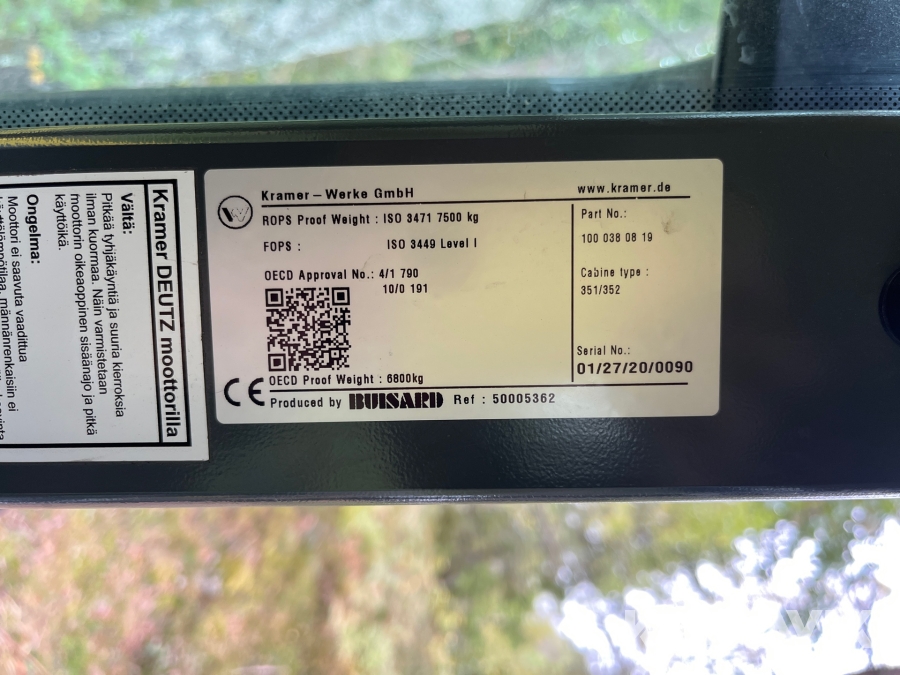 Kramer – Werke GmbH
www.kramer.de
ROPS Proof Weight : ISO 3471 7500 kg
FOPS : ISO 3449 Level I
OECD Approval No.: 4/1 790
10/0 191
OECD Proof Weight : 6800kg
Part No.:
100 038 08 19
Cabine type :
351/352
Serial No.:
01/27/20/0090
CE Produced by BUISARD Ref : 50005362
Kramer DEUTZ moottorilla
Vältä:
Pitkää tyhjäkäyntiä ja suuria kierroksia
ilman kuormaa. Näin varmistetaan
moottorin oikeaoppinen sisäänajo ja pitkä
käyttöikä.
Ongelma:
Moottori ei saavuta vaadittua
männänrenkaisiin ei